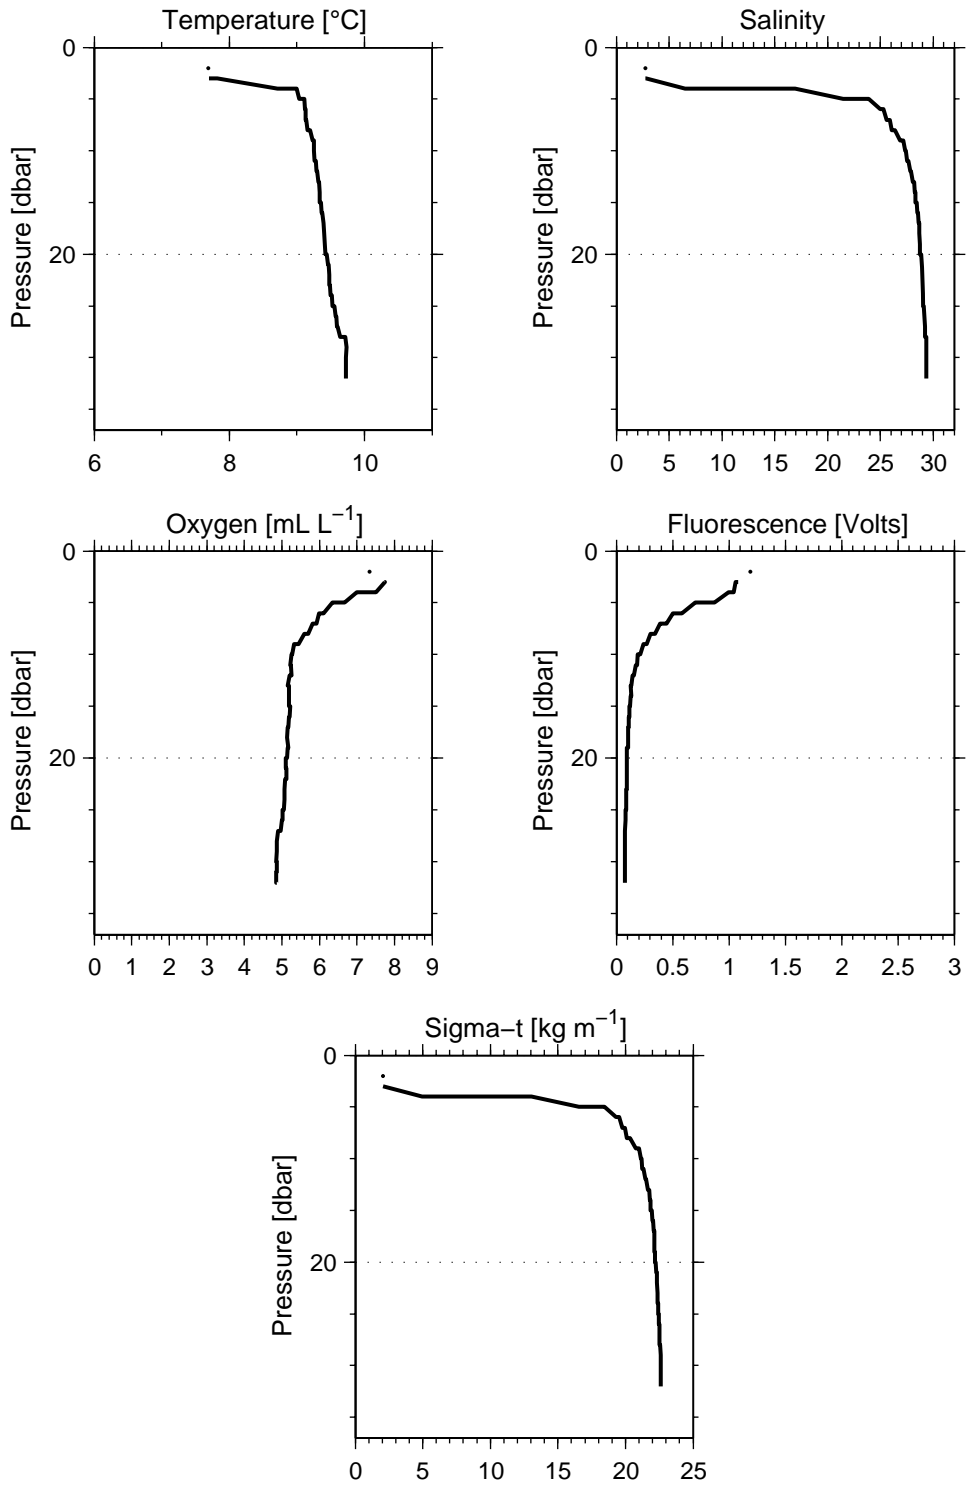 Temperature [°C]
Salinity
0
20
Pressure [dbar]
6 8 10
0
20
Pressure [dbar]
0 5 10 15 20 25 30
Oxygen [mL L−1]
Fluorescence [Volts]
0
20
Pressure [dbar]
0 1 2 3 4 5 6 7 8 9
0
20
Pressure [dbar]
0 0.5 1 1.5 2 2.5 3
Sigma−t [kg m−1]
0
20
Pressure [dbar]
0 5 10 15 20 25